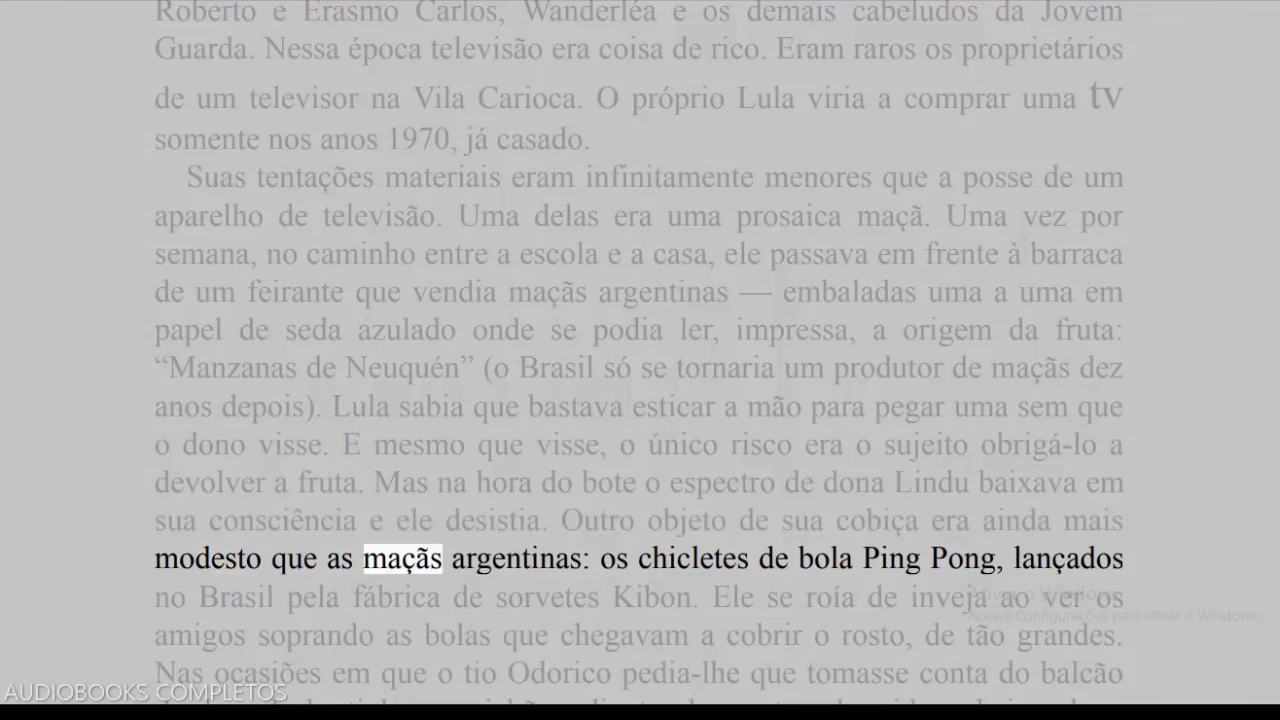 Roberto e Erasmo Carlos, Wanderléa e os demais cabeludos da Jovem
Guarda. Nessa época televisão era coisa de rico. Eram raros os proprietários
de um televisor na Vila Carioca. O próprio Lula viria a comprar uma tv
somente nos anos 1970, já casado.
Suas tentações materiais eram infinitamente menores que a posse de um
aparelho de televisão. Uma delas era uma prosaica maçã. Uma vez por
semana, no caminho entre a escola e a casa, ele passava em frente à barraca
de um feirante que vendia maçãs argentinas — embaladas uma a uma em
papel de seda azulado onde se podia ler, impressa, a origem da fruta:
“Manzanas de Neuquén” (o Brasil só se tornaria um produtor de maçãs dez
anos depois). Lula sabia que bastava esticar a mão para pegar uma sem que
o dono visse. E mesmo que visse, o único risco era o sujeito obrigá-lo a
devolver a fruta. Mas na hora do bote o espectro de dona Lindu baixava em
sua consciência e ele desistia. Outro objeto de sua cobiça era ainda mais
modesto que as maçãs argentinas: os chicletes de bola Ping Pong, lançados
no Brasil pela fábrica de sorvetes Kibon. Ele se roía de inveja ao ver os
Ativar o Windows
Acesse Configurações para ativar o Windows.
amigos soprando as bolas que chegavam a cobrir o rosto, de tão grandes.
Nas ocasiões em que o tio Odorico pedia-lhe que tomasse conta do balcão
AUDIOBOOKS COMPLETOS